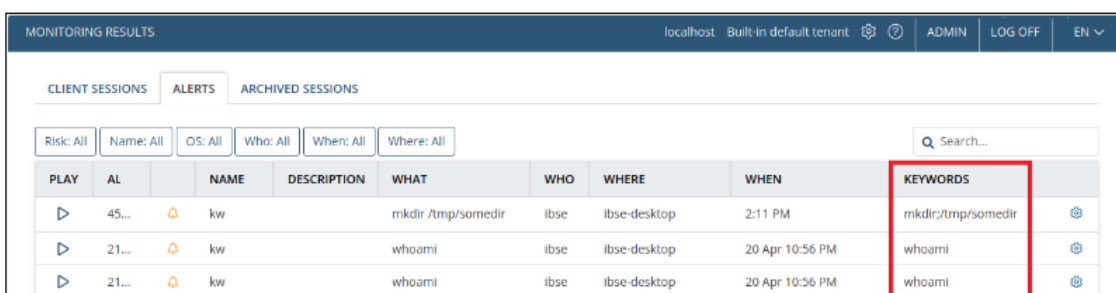 MONITORING RESULTS localhost Built-in default tenant ADMIN LOG OFF EN
CLIENT SESSIONS ALERTS ARCHIVED SESSIONS
Risk: All Name: All OS: All Who: All When: All Where: All Search...
PLAY AL NAME DESCRIPTION WHAT WHO WHERE WHEN KEYWORDS
45... kw mkdir /tmp/somedir ibse ibse-desktop 2:11 PM mkdir;/tmp/somedir
21... kw whoami ibse ibse-desktop 20 Apr 10:56 PM whoami
21... kw whoami ibse ibse-desktop 20 Apr 10:56 PM whoami